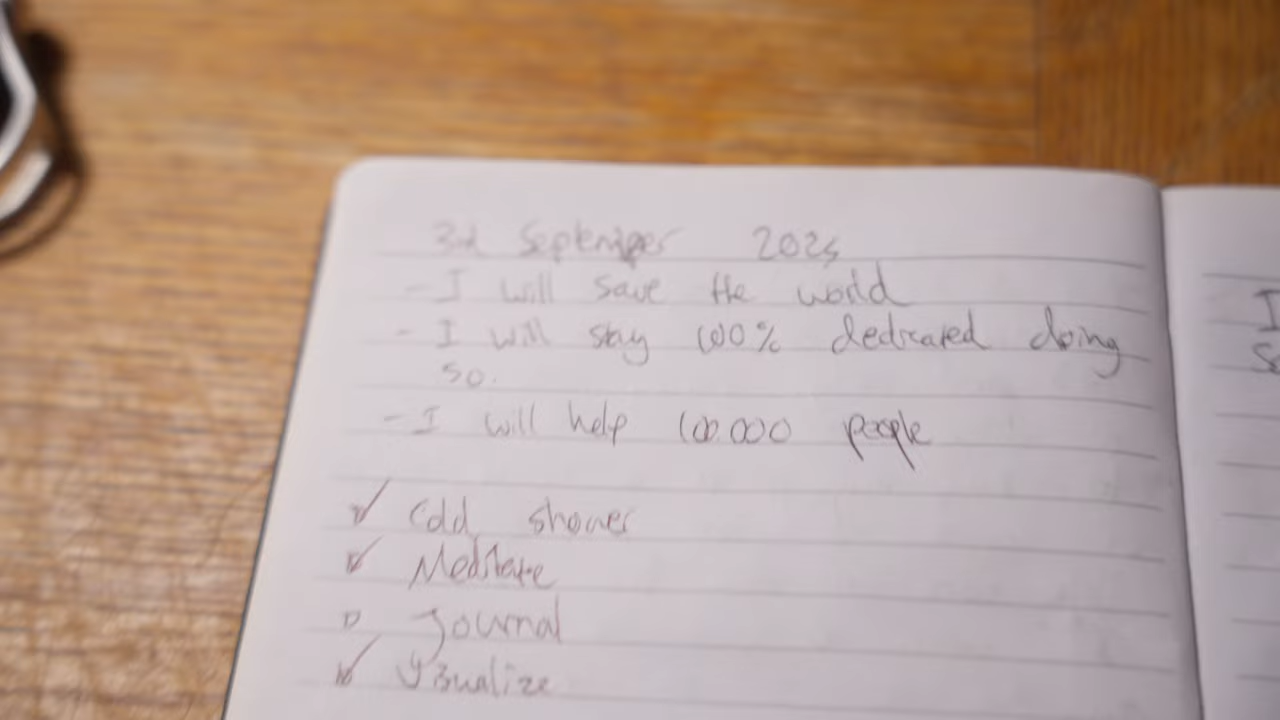 3rd September 2025
- I will save the world
- I will stay 100% dedicated doing
so.
- I will help 100.000 people
Cold shower
Meditate
Journal
Visualize
I